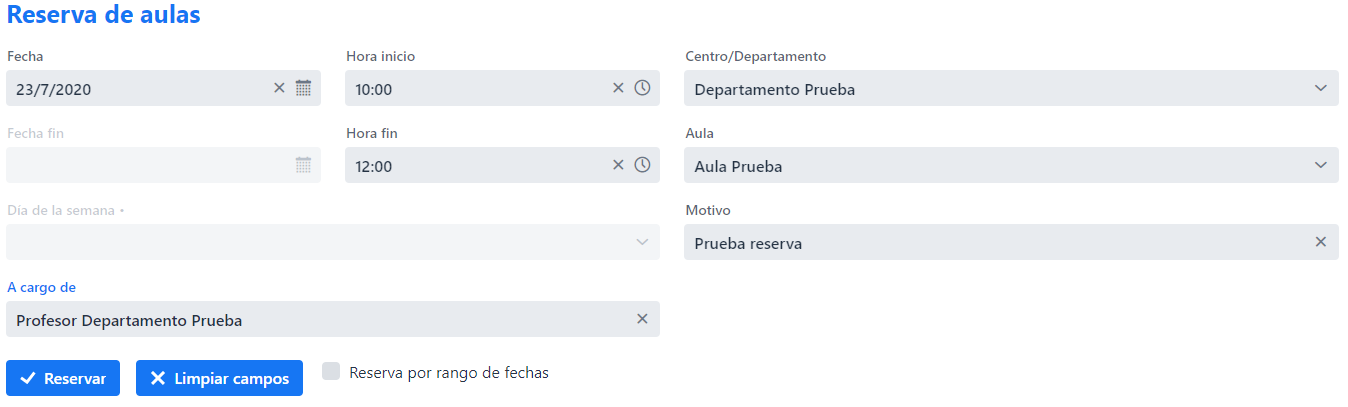 Reserva de aulas
Fecha Hora inicio Centro/Departamento
23/7/2020 10:00 Departamento Prueba
Fecha fin Hora fin Aula
12:00 Aula Prueba
Día de la semana • Motivo
Prueba reserva
A cargo de
Profesor Departamento Prueba
Reservar Limpiar campos Reserva por rango de fechas